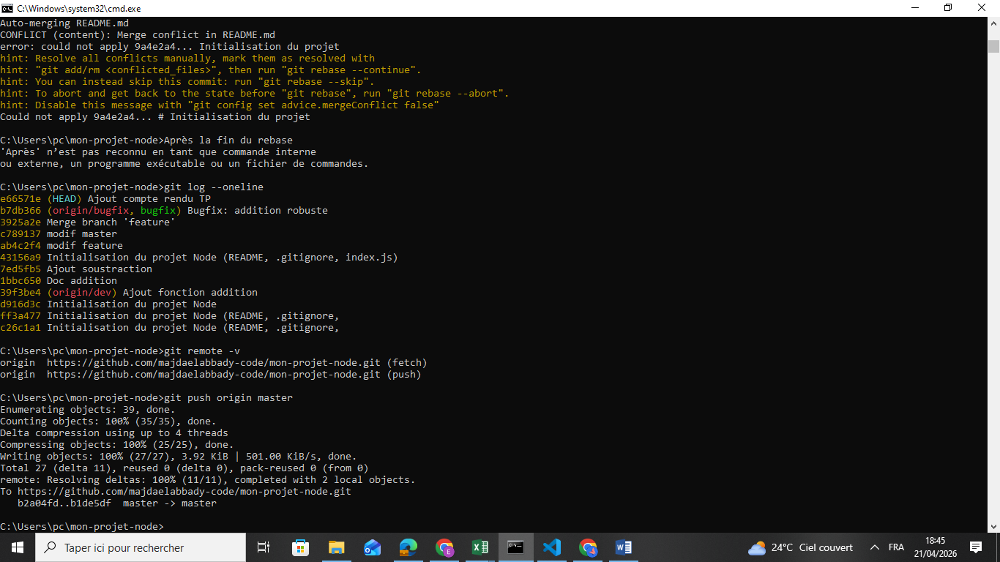 C:\Windows\system32\cmd.exe
Auto-merging README.md
CONFLICT (content): Merge conflict in README.md
error: could not apply 9a4e2a4... Initialisation du projet
hint: Resolve all conflicts manually, mark them as resolved with
hint: "git add/rm <conflicted_files>", then run "git rebase --continue".
hint: You can instead skip this commit: run "git rebase --skip".
hint: To abort and get back to the state before "git rebase", run "git rebase --abort".
hint: Disable this message with "git config set advice.mergeConflict false"
Could not apply 9a4e2a4... # Initialisation du projet
C:\Users\pc\mon-projet-node>Après la fin du rebase
'Après' n’est pas reconnu en tant que commande interne
ou externe, un programme exécutable ou un fichier de commandes.
C:\Users\pc\mon-projet-node>git log --oneline
e66571e (HEAD) Ajout compte rendu TP
b7db366 (origin/bugfix, bugfix) Bugfix: addition robuste
3925a2e Merge branch 'feature'
c789137 modif master
ab4c2f4 modif feature
43156a9 Initialisation du projet Node (README, .gitignore, index.js)
7ed5fb5 Ajout soustraction
1bbc650 Doc addition
39f3be4 (origin/dev) Ajout fonction addition
d916d3c Initialisation du projet Node
ff3a477 Initialisation du projet Node (README, .gitignore,
c26c1a1 Initialisation du projet Node (README, .gitignore,
C:\Users\pc\mon-projet-node>git remote -v
origin  https://github.com/majdaelabbady-code/mon-projet-node.git (fetch)
origin  https://github.com/majdaelabbady-code/mon-projet-node.git (push)
C:\Users\pc\mon-projet-node>git push origin master
Enumerating objects: 39, done.
Counting objects: 100% (35/35), done.
Delta compression using up to 4 threads
Compressing objects: 100% (25/25), done.
Writing objects: 100% (27/27), 3.92 KiB | 501.00 KiB/s, done.
Total 27 (delta 11), reused 0 (delta 0), pack-reused 0 (from 0)
remote: Resolving deltas: 100% (11/11), completed with 2 local objects.
To https://github.com/majdaelabbady-code/mon-projet-node.git
   b2a04fd..b1de5df  master -> master
C:\Users\pc\mon-projet-node>
Taper ici pour rechercher
24°C Ciel couvert
FRA
18:45
21/04/2026